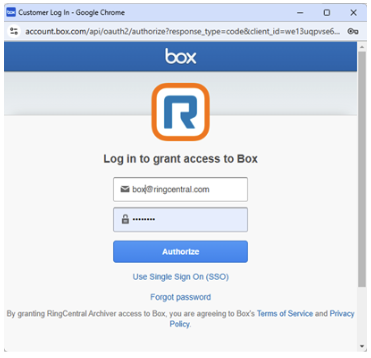 box Customer Log In - Google Chrome
account.box.com/api/oauth2/authorize?response_type=code&client_id=we13uqpvse6...
box
R
Log in to grant access to Box
box@ringcentral.com
••••••••
Authorize
Use Single Sign On (SSO)
Forgot password
By granting RingCentral Archiver access to Box, you are agreeing to Box's Terms of Service and Privacy
Policy.